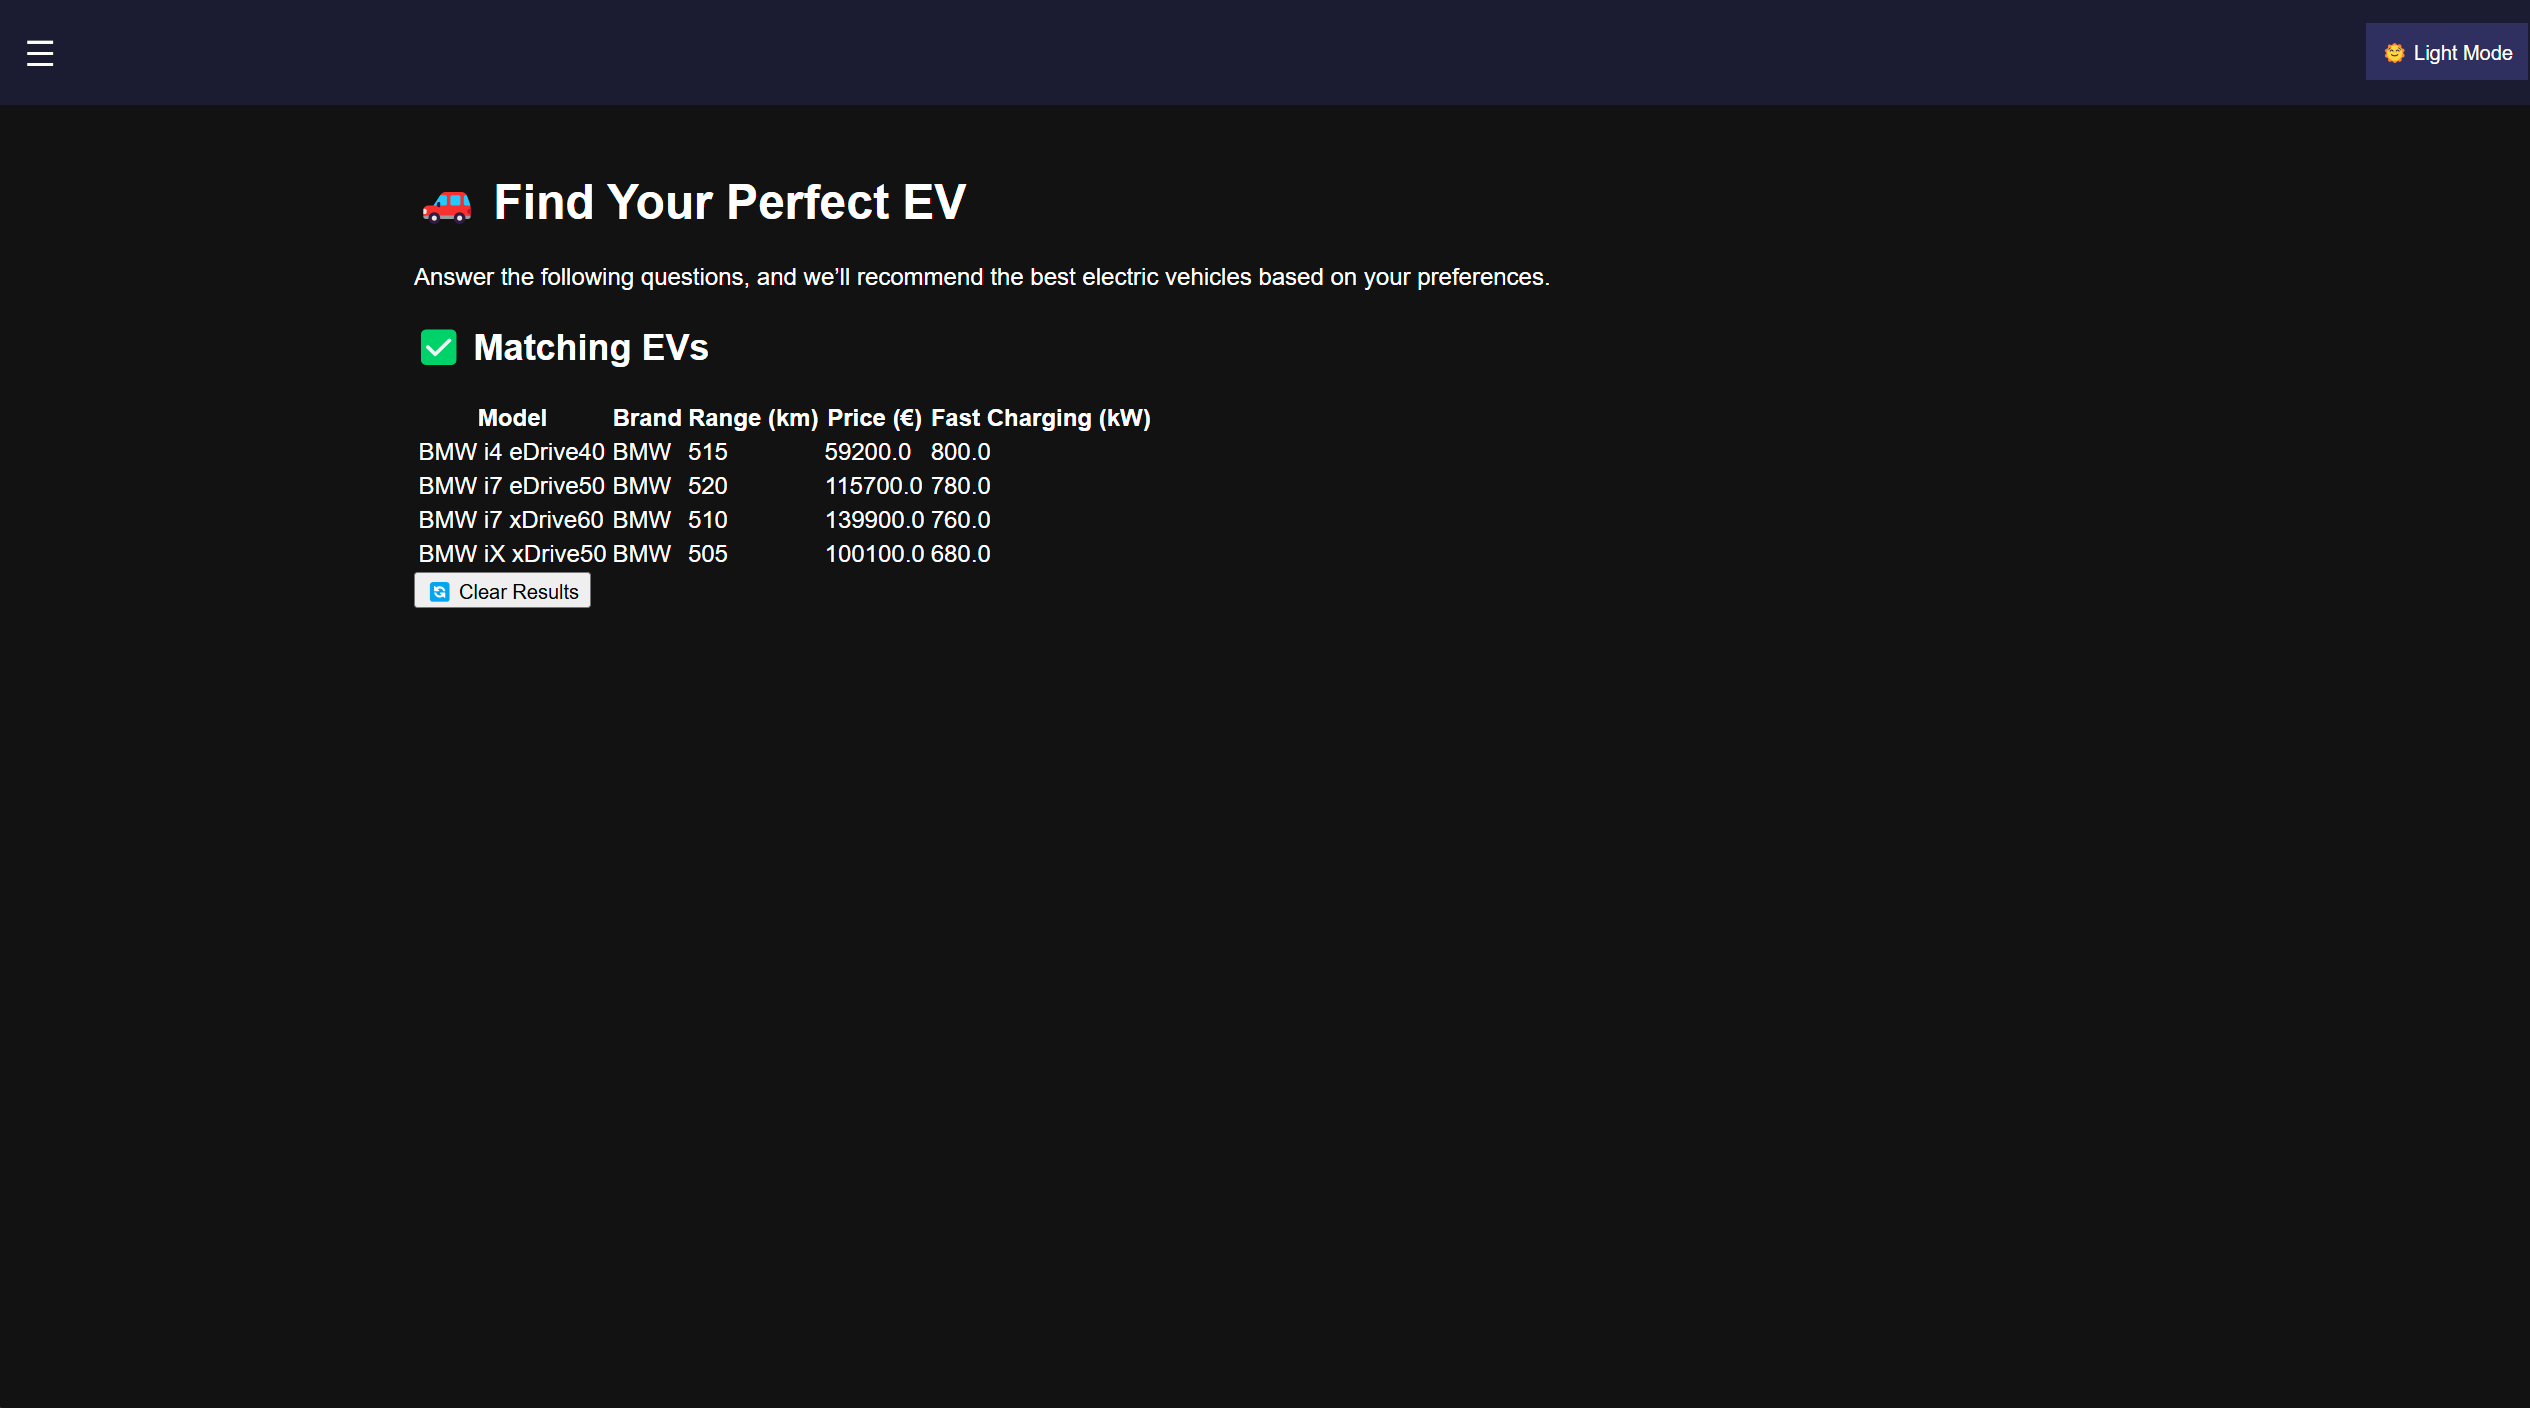 ☰
🌞 Light Mode
🚗 Find Your Perfect EV
Answer the following questions, and we’ll recommend the best electric vehicles based on your preferences.
✅ Matching EVs
Model Brand Range (km) Price (€) Fast Charging (kW)
BMW i4 eDrive40 BMW 515 59200.0 800.0
BMW i7 eDrive50 BMW 520 115700.0 780.0
BMW i7 xDrive60 BMW 510 139900.0 760.0
BMW iX xDrive50 BMW 505 100100.0 680.0
🔄 Clear Results